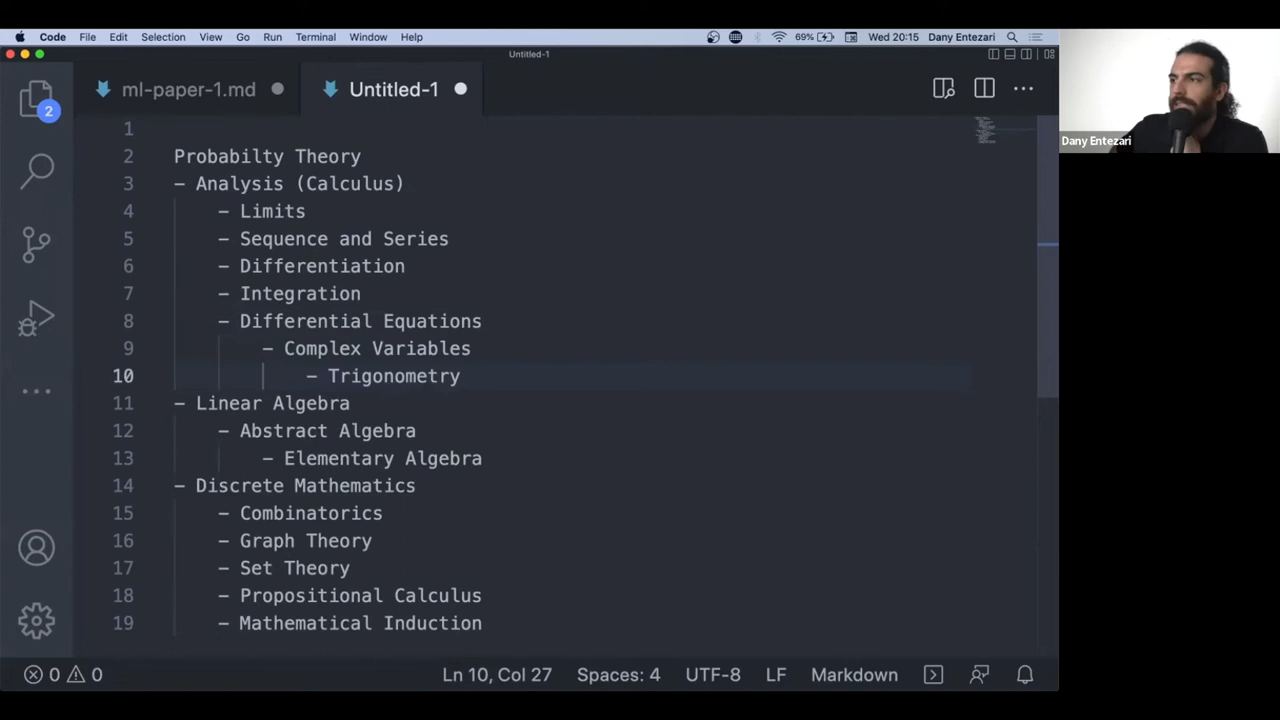 Code File Edit Selection View Go Run Terminal Window Help 69% Wed 20:15 Dany Entezari
Untitled-1
ml-paper-1.md Untitled-1
2
1
2 Probabilty Theory
3 - Analysis (Calculus)
4 - Limits
5 - Sequence and Series
6 - Differentiation
7 - Integration
8 - Differential Equations
9 - Complex Variables
10 - Trigonometry
11 - Linear Algebra
12 - Abstract Algebra
13 - Elementary Algebra
14 - Discrete Mathematics
15 - Combinatorics
16 - Graph Theory
17 - Set Theory
18 - Propositional Calculus
19 - Mathematical Induction
0 0 Ln 10, Col 27 Spaces: 4 UTF-8 LF Markdown
Dany Entezari